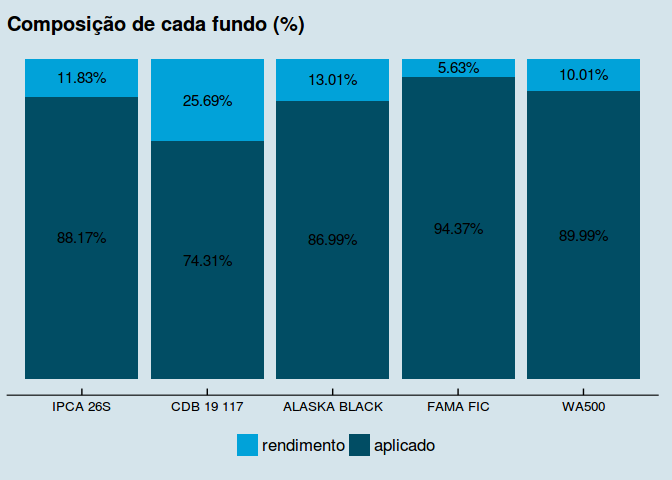 Composição de cada fundo (%)
11.83% 25.69% 13.01% 5.63% 10.01%
88.17% 74.31% 86.99% 94.37% 89.99%
IPCA 26S CDB 19 117 ALASKA BLACK FAMA FIC WA500
rendimento aplicado